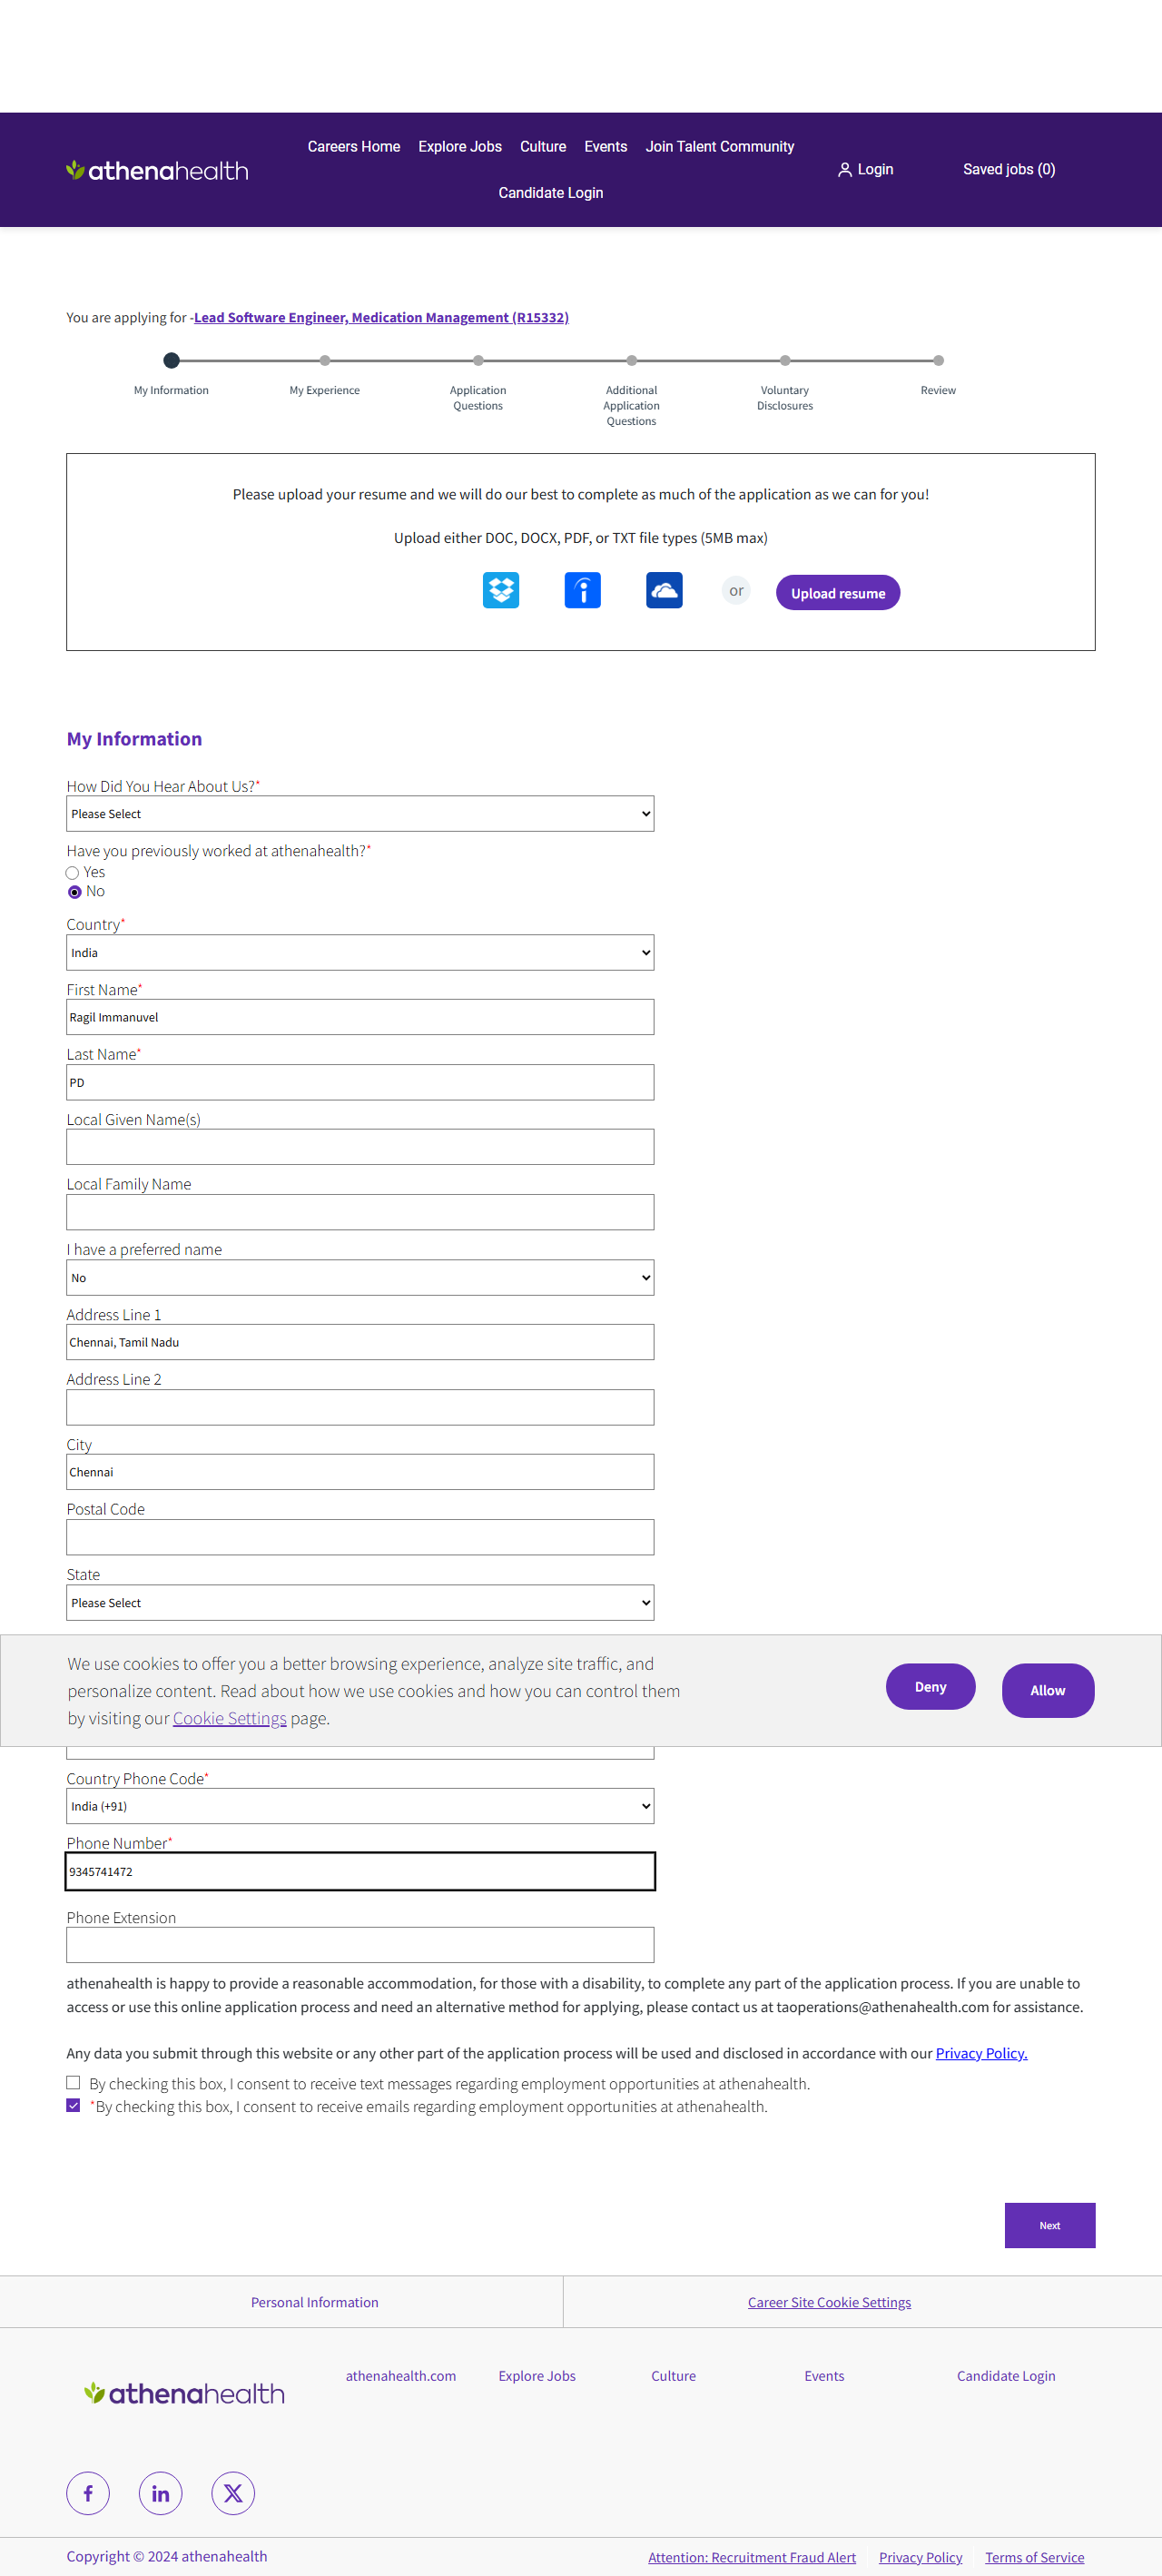 athenahealth
Careers Home Explore Jobs Culture Events Join Talent Community
Candidate Login
Login
Saved jobs (0)
You are applying for -Lead Software Engineer, Medication Management (R15332)
My Information
My Experience
Application
Questions
Additional
Application
Questions
Voluntary
Disclosures
Review
Please upload your resume and we will do our best to complete as much of the application as we can for you!
Upload either DOC, DOCX, PDF, or TXT file types (5MB max)
or
Upload resume
My Information
How Did You Hear About Us?*
Please Select
Have you previously worked at athenahealth?*
Yes
No
Country*
India
First Name*
Ragil Immanuvel
Last Name*
PD
Local Given Name(s)
Local Family Name
I have a preferred name
No
Address Line 1
Chennai, Tamil Nadu
Address Line 2
City
Chennai
Postal Code
State
Please Select
We use cookies to offer you a better browsing experience, analyze site traffic, and
personalize content. Read about how we use cookies and how you can control them
by visiting our Cookie Settings page.
Deny
Allow
Country Phone Code*
India (+91)
Phone Number*
9345741472
Phone Extension
athenahealth is happy to provide a reasonable accommodation, for those with a disability, to complete any part of the application process. If you are unable to
access or use this online application process and need an alternative method for applying, please contact us at taoperations@athenahealth.com for assistance.
Any data you submit through this website or any other part of the application process will be used and disclosed in accordance with our Privacy Policy.
By checking this box, I consent to receive text messages regarding employment opportunities at athenahealth.
*By checking this box, I consent to receive emails regarding employment opportunities at athenahealth.
Next
Personal Information
Career Site Cookie Settings
athenahealth
athenahealth.com
Explore Jobs
Culture
Events
Candidate Login
Copyright © 2024 athenahealth
Attention: Recruitment Fraud Alert
Privacy Policy
Terms of Service